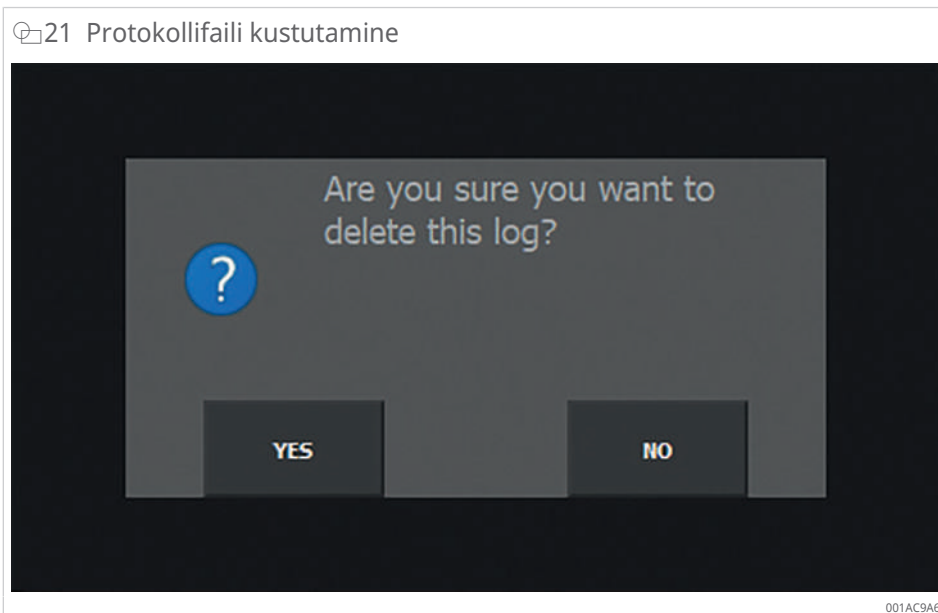 21 Protokollifaili kustutamine
Are you sure you want to
delete this log?
?
YES
NO
001AC9A6